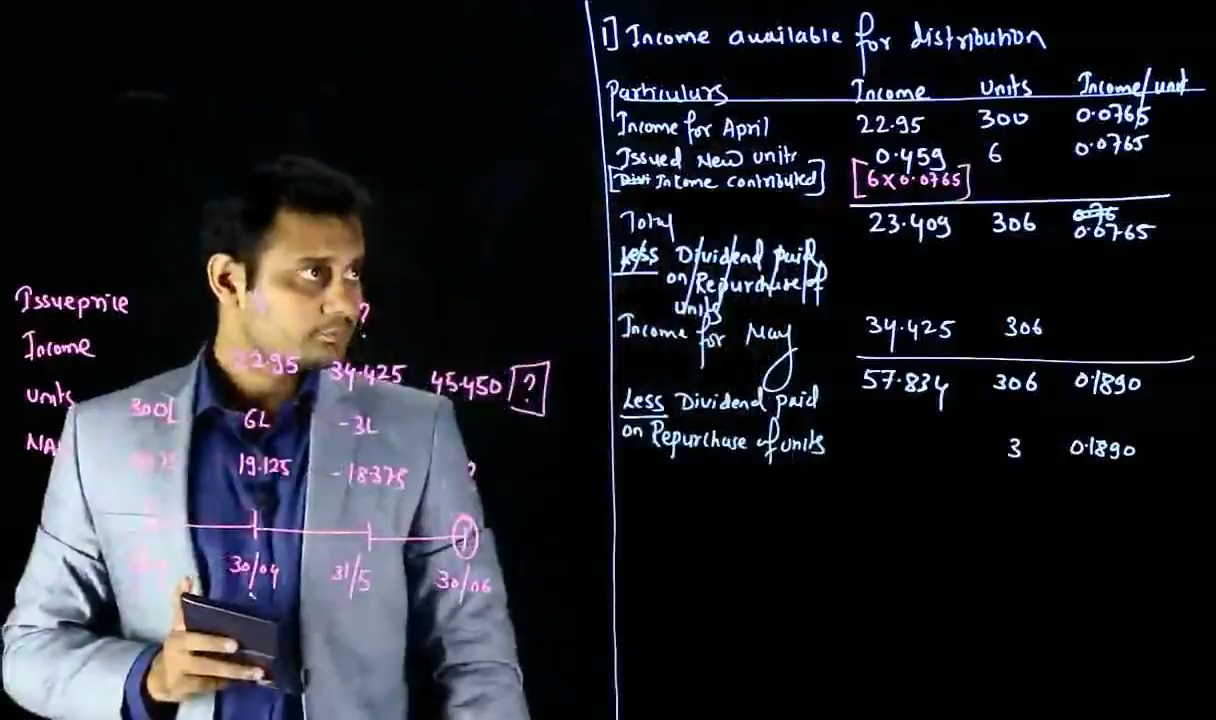 1] Income available for distribution
Particulars Income Units Income/unit
Income for April 22.95 300 0.0765
Issued New units 0.459 6 0.0765
[Income contributed] [6 x 0.0765]
Total 23.409 306 0.0765
Less Dividend paid
on Repurchase of
units
Income for May 34.425 306
57.834 306 0.1890
Less Dividend paid
on Repurchase of units 3 0.1890
Issue price ?
Income 22.95 34.425 45.450 ?
units 300L 6L -3L
19.125 -18.375 ?
30/04 31/5 30/06